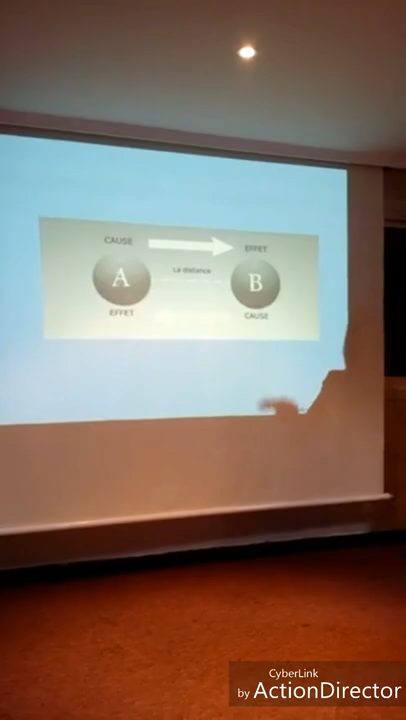 CAUSE
EFFET
La distance
A
B
EFFET
CAUSE
CyberLink
by ActionDirector